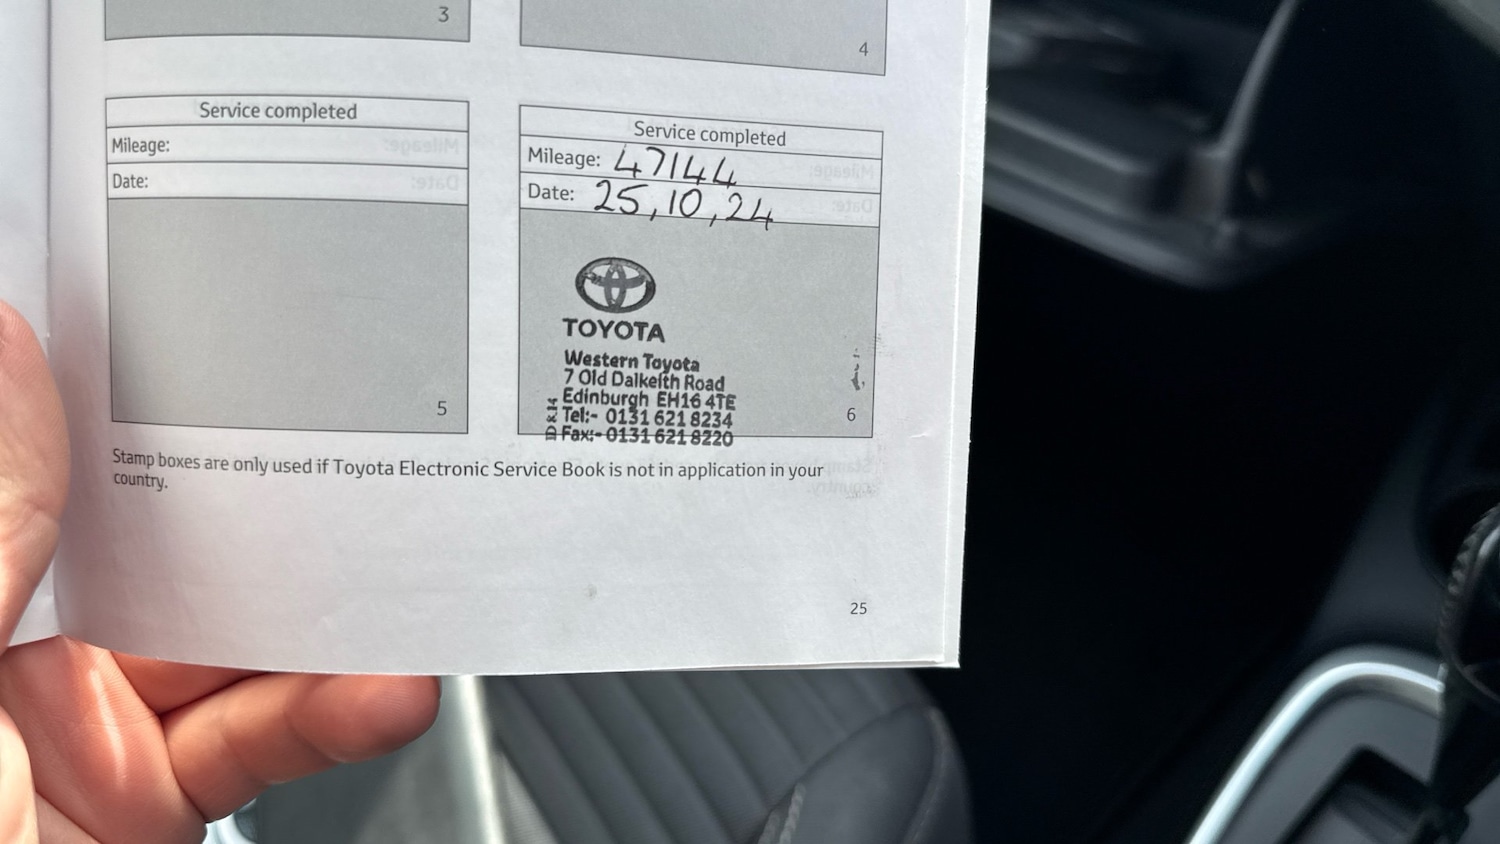 3
4
Service completed
Mileage:
Date:
5
Service completed
Mileage: 47144
Date: 25,10,24
TOYOTA
Western Toyota
7 Old Dalkeith Road
Edinburgh EH16 4TE
Tel:- 0131 621 8234
Fax:- 0131 621 8220
6
Stamp boxes are only used if Toyota Electronic Service Book is not in application in your
country.
25